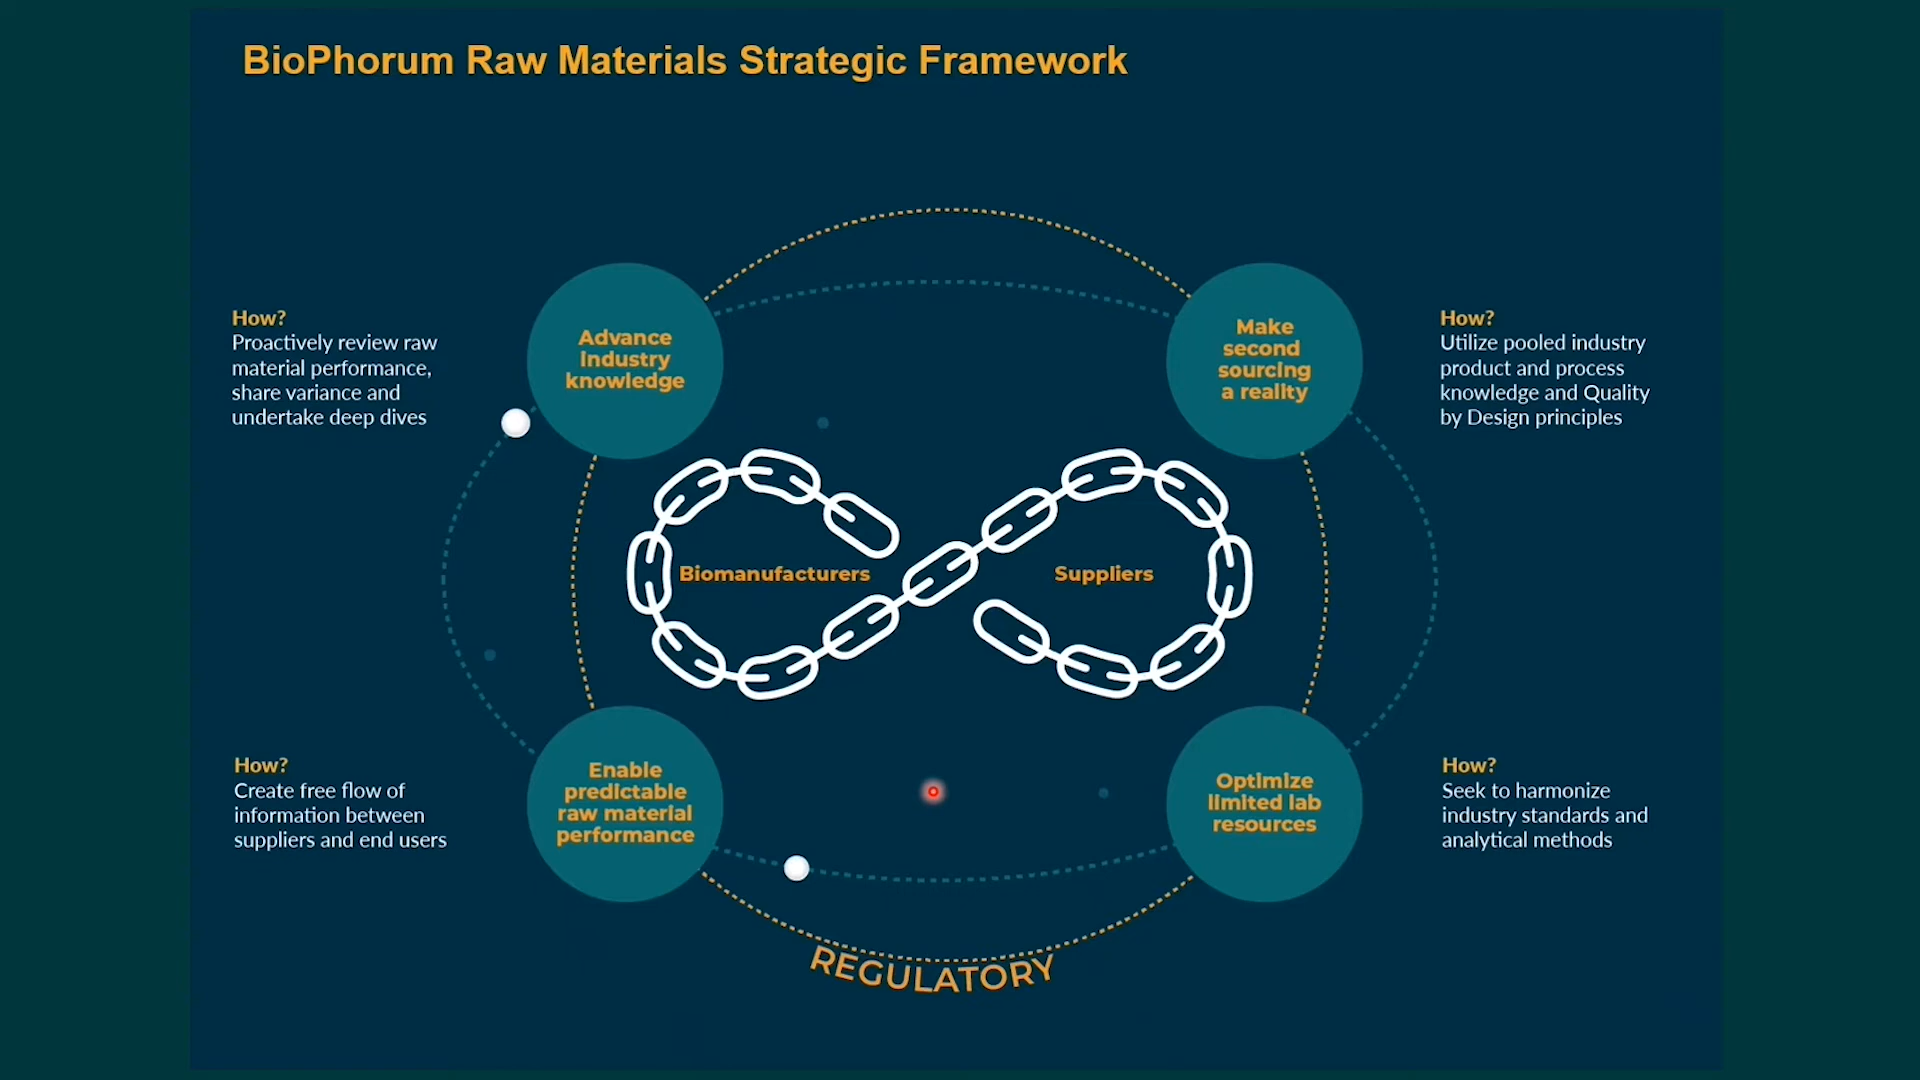 BioPhorum Raw Materials Strategic Framework
How?
Proactively review raw
material performance,
share variance and
undertake deep dives
Advance
industry
knowledge
Make
second
sourcing
a reality
How?
Utilize pooled industry
product and process
knowledge and Quality
by Design principles
Biomanufacturers
Suppliers
How?
Create free flow of
information between
suppliers and end users
Enable
predictable
raw material
performance
Optimize
limited lab
resources
How?
Seek to harmonize
industry standards and
analytical methods
REGULATORY